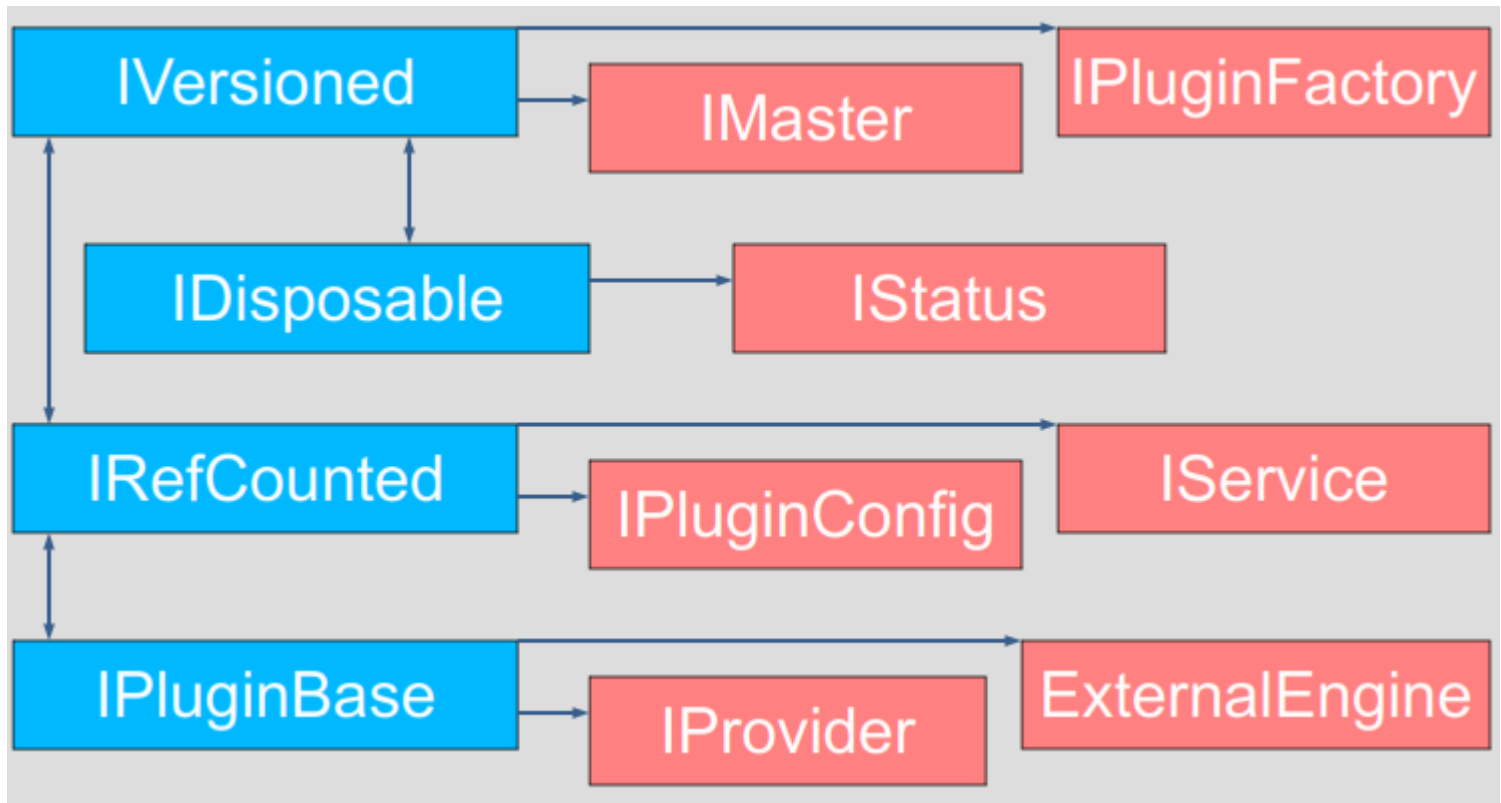 IVersioned
IPluginFactory
IMaster
IDisposable
IStatus
IRefCounted
IService
IPluginConfig
IPluginBase
ExternalEngine
IProvider